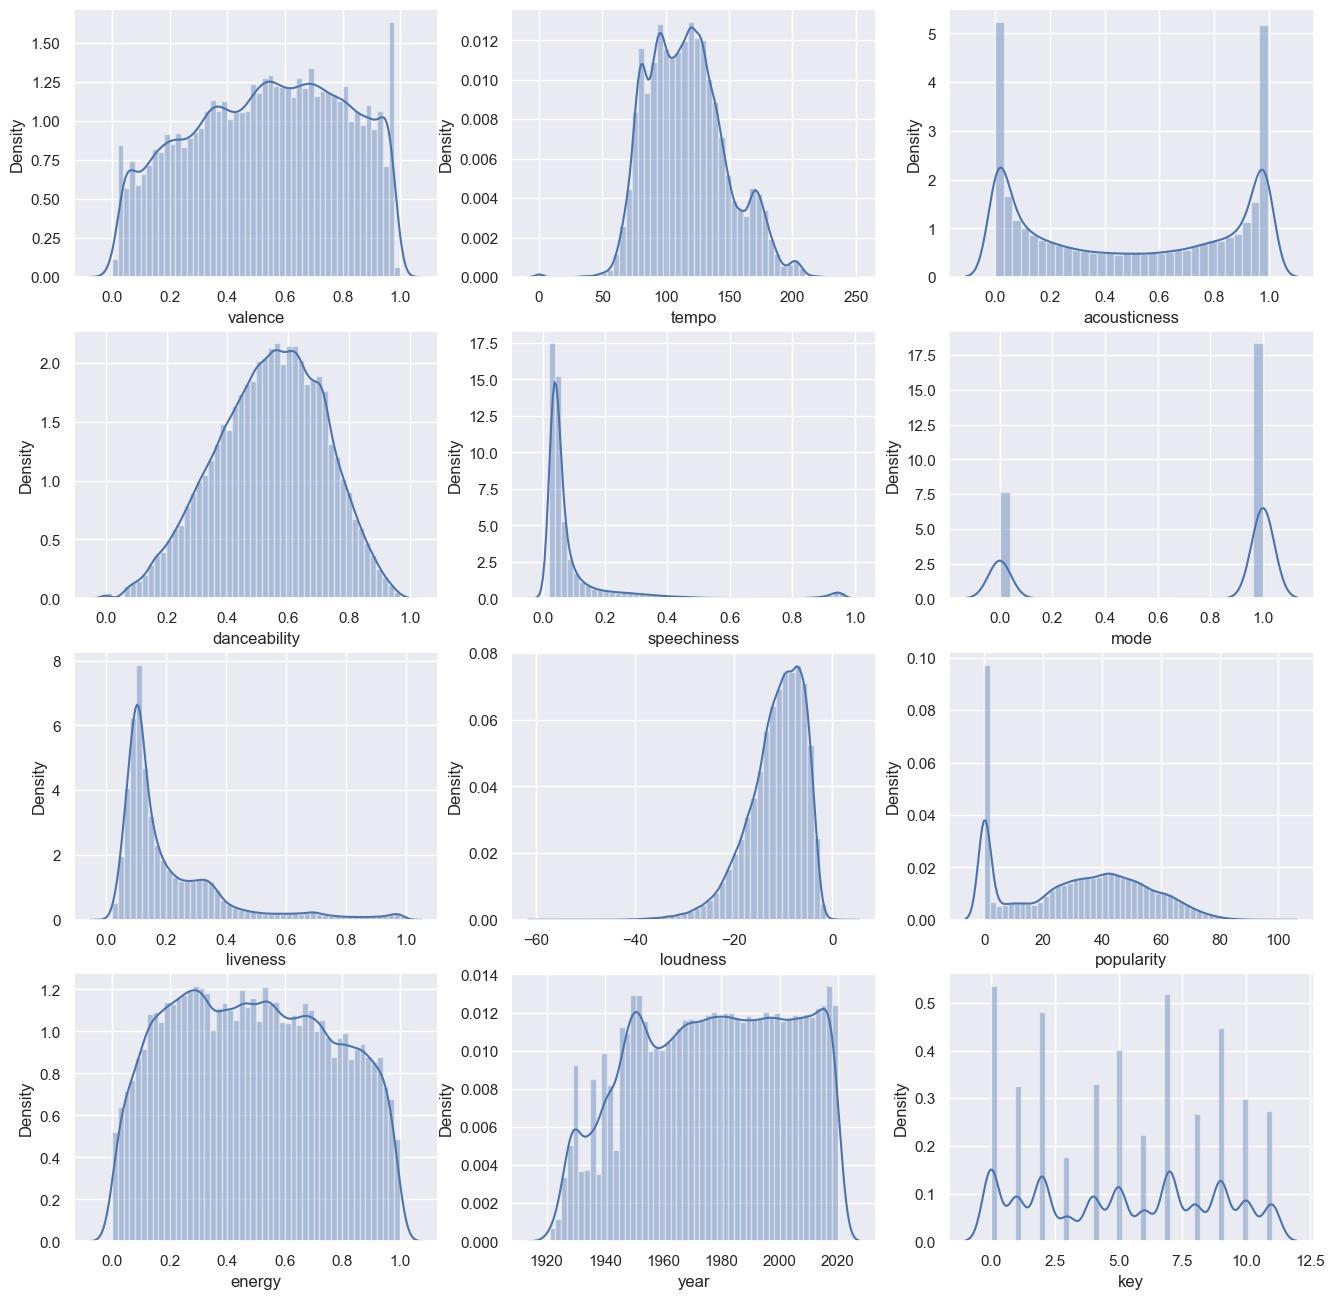 1.50
1.25
1.00
0.75
0.50
0.25
0.00
Density
0.0 0.2 0.4 0.6 0.8 1.0
valence
0.012
0.010
0.008
0.006
0.004
0.002
0.000
Density
0 50 100 150 200 250
tempo
5
4
3
2
1
0
Density
0.0 0.2 0.4 0.6 0.8 1.0
acousticness
2.0
1.5
1.0
0.5
0.0
Density
0.0 0.2 0.4 0.6 0.8 1.0
danceability
17.5
15.0
12.5
10.0
7.5
5.0
2.5
0.0
Density
0.0 0.2 0.4 0.6 0.8 1.0
speechiness
17.5
15.0
12.5
10.0
7.5
5.0
2.5
0.0
Density
0.0 0.2 0.4 0.6 0.8 1.0
mode
8
6
4
2
0
Density
0.0 0.2 0.4 0.6 0.8 1.0
liveness
0.08
0.06
0.04
0.02
0.00
Density
−60 −40 −20 0
loudness
0.10
0.08
0.06
0.04
0.02
0.00
Density
0 20 40 60 80 100
popularity
1.2
1.0
0.8
0.6
0.4
0.2
0.0
Density
0.0 0.2 0.4 0.6 0.8 1.0
energy
0.014
0.012
0.010
0.008
0.006
0.004
0.002
0.000
Density
1920 1940 1960 1980 2000 2020
year
0.5
0.4
0.3
0.2
0.1
0.0
Density
0.0 2.5 5.0 7.5 10.0 12.5
key